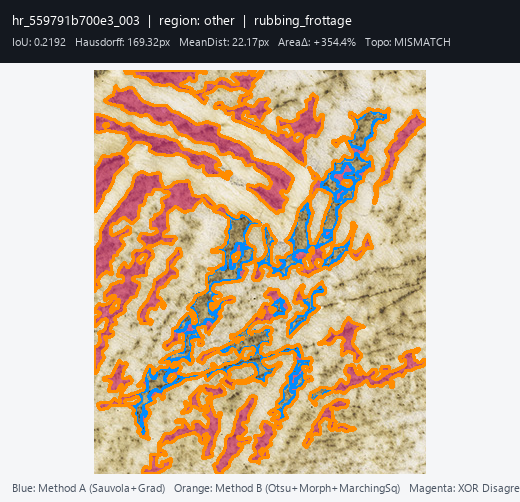 hr_559791b700e3_003 | region: other | rubbing_frottage
IoU: 0.2192 Hausdorff: 169.32px MeanDist: 22.17px AreaΔ: +354.4% Topo: MISMATCH
Blue: Method A (Sauvola+Grad) Orange: Method B (Otsu+Morph+MarchingSq) Magenta: XOR Disagre